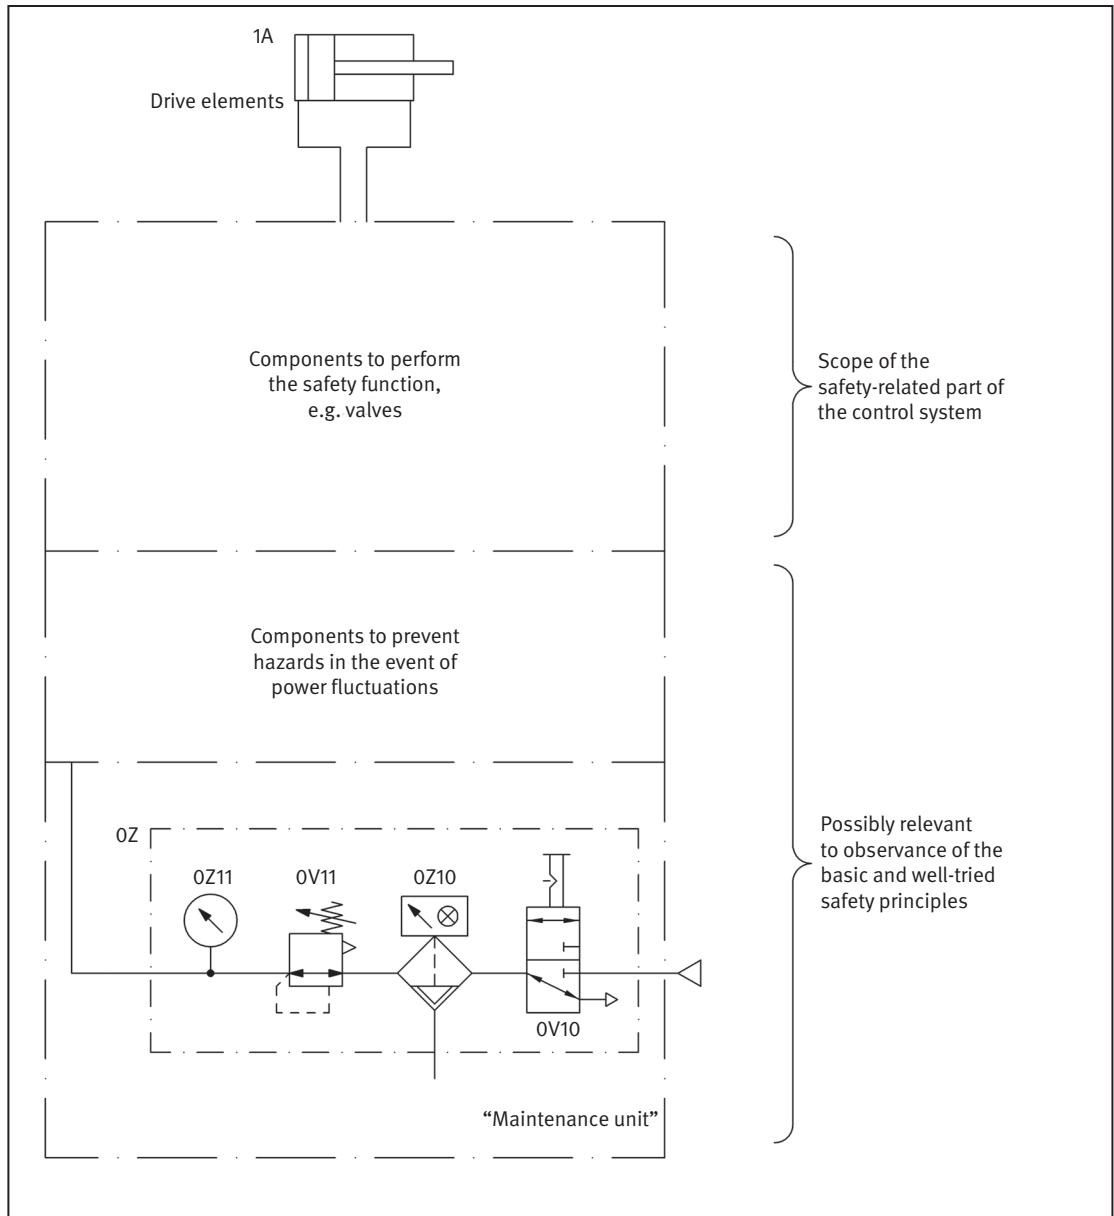 1A
Drive elements
Components to perform
the safety function,
e.g. valves
Scope of the
safety-related part of
the control system
Components to prevent
hazards in the event of
power fluctuations
0Z
0Z11
0V11
0Z10
0V10
Possibly relevant
to observance of the
basic and well-tried
safety principles
“Maintenance unit”